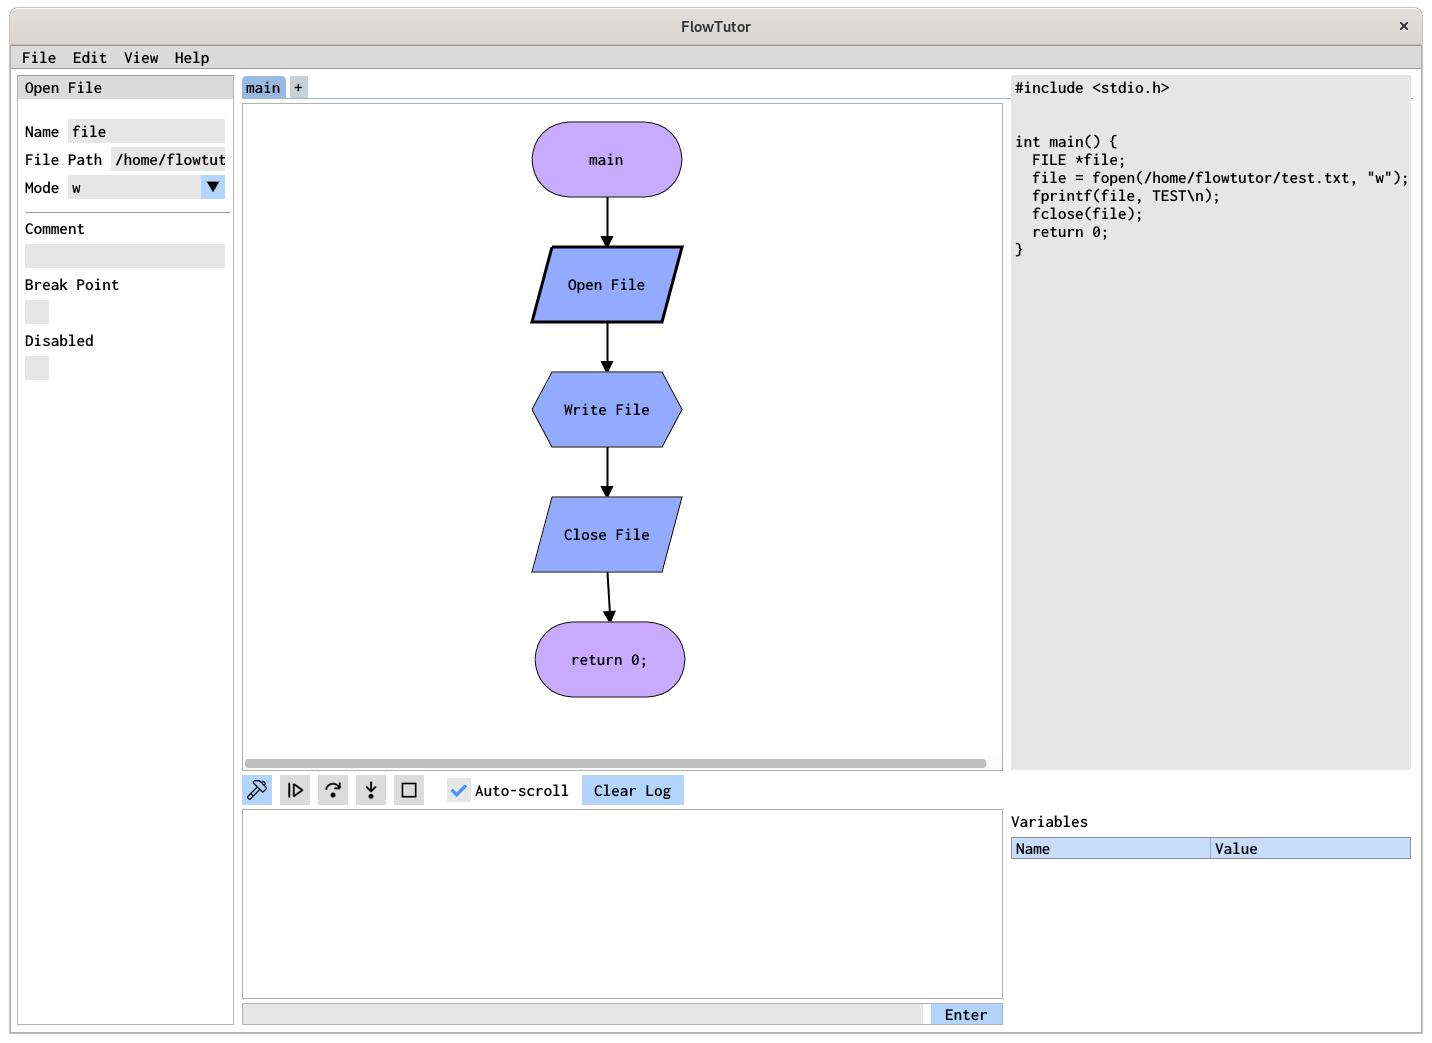 FlowTutor
File Edit View Help
Open File
Name file
File Path /home/flowtut
Mode w
Comment
Break Point
Disabled
main +
main
Open File
Write File
Close File
return 0;
Auto-scroll Clear Log
Enter
#include <stdio.h>
int main() {
  FILE *file;
  file = fopen(/home/flowtutor/test.txt, "w");
  fprintf(file, TEST\n);
  fclose(file);
  return 0;
}
Variables
Name Value